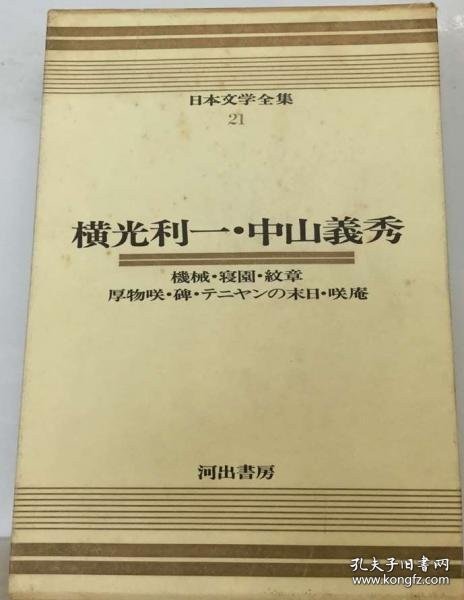 日本文学全集
21
横光利一・中山義秀
機械・寝園・紋章
厚物咲・碑・テニヤンの末日・咲庵
河出書房
孔夫子旧书网
www.kongfz.com